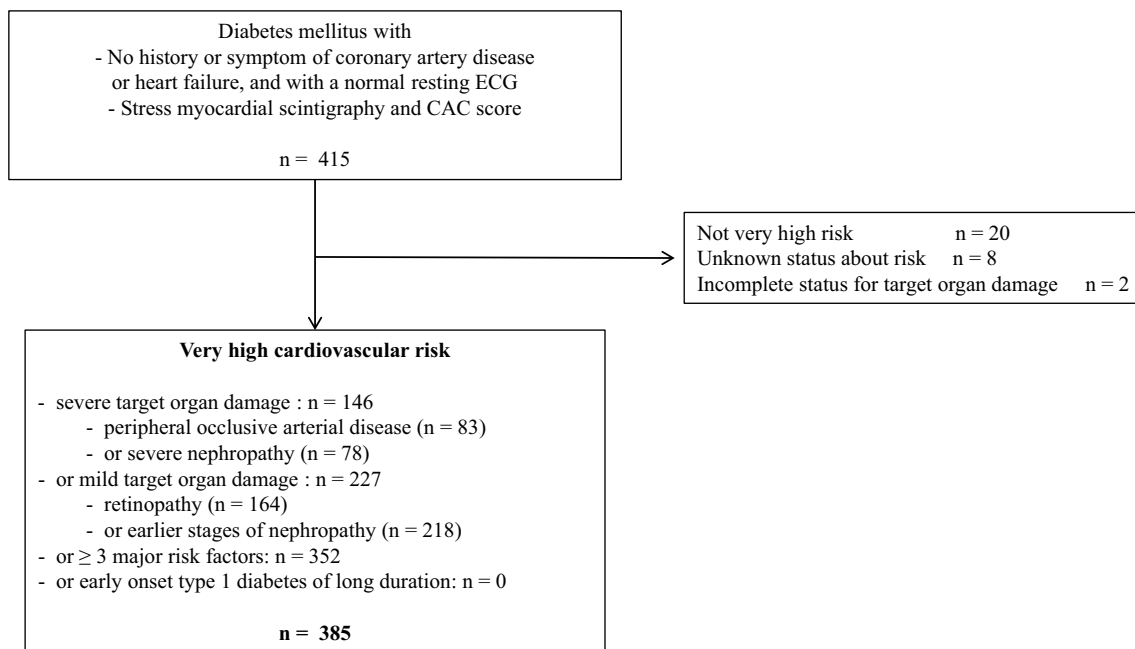 Diabetes mellitus with
- No history or symptom of coronary artery disease
or heart failure, and with a normal resting ECG
- Stress myocardial scintigraphy and CAC score
n = 415
Not very high risk n = 20
Unknown status about risk n = 8
Incomplete status for target organ damage n = 2
Very high cardiovascular risk
- severe target organ damage : n = 146
- peripheral occlusive arterial disease (n = 83)
- or severe nephropathy (n = 78)
- or mild target organ damage : n = 227
- retinopathy (n = 164)
- or earlier stages of nephropathy (n = 218)
- or ≥ 3 major risk factors: n = 352
- or early onset type 1 diabetes of long duration: n = 0
n = 385